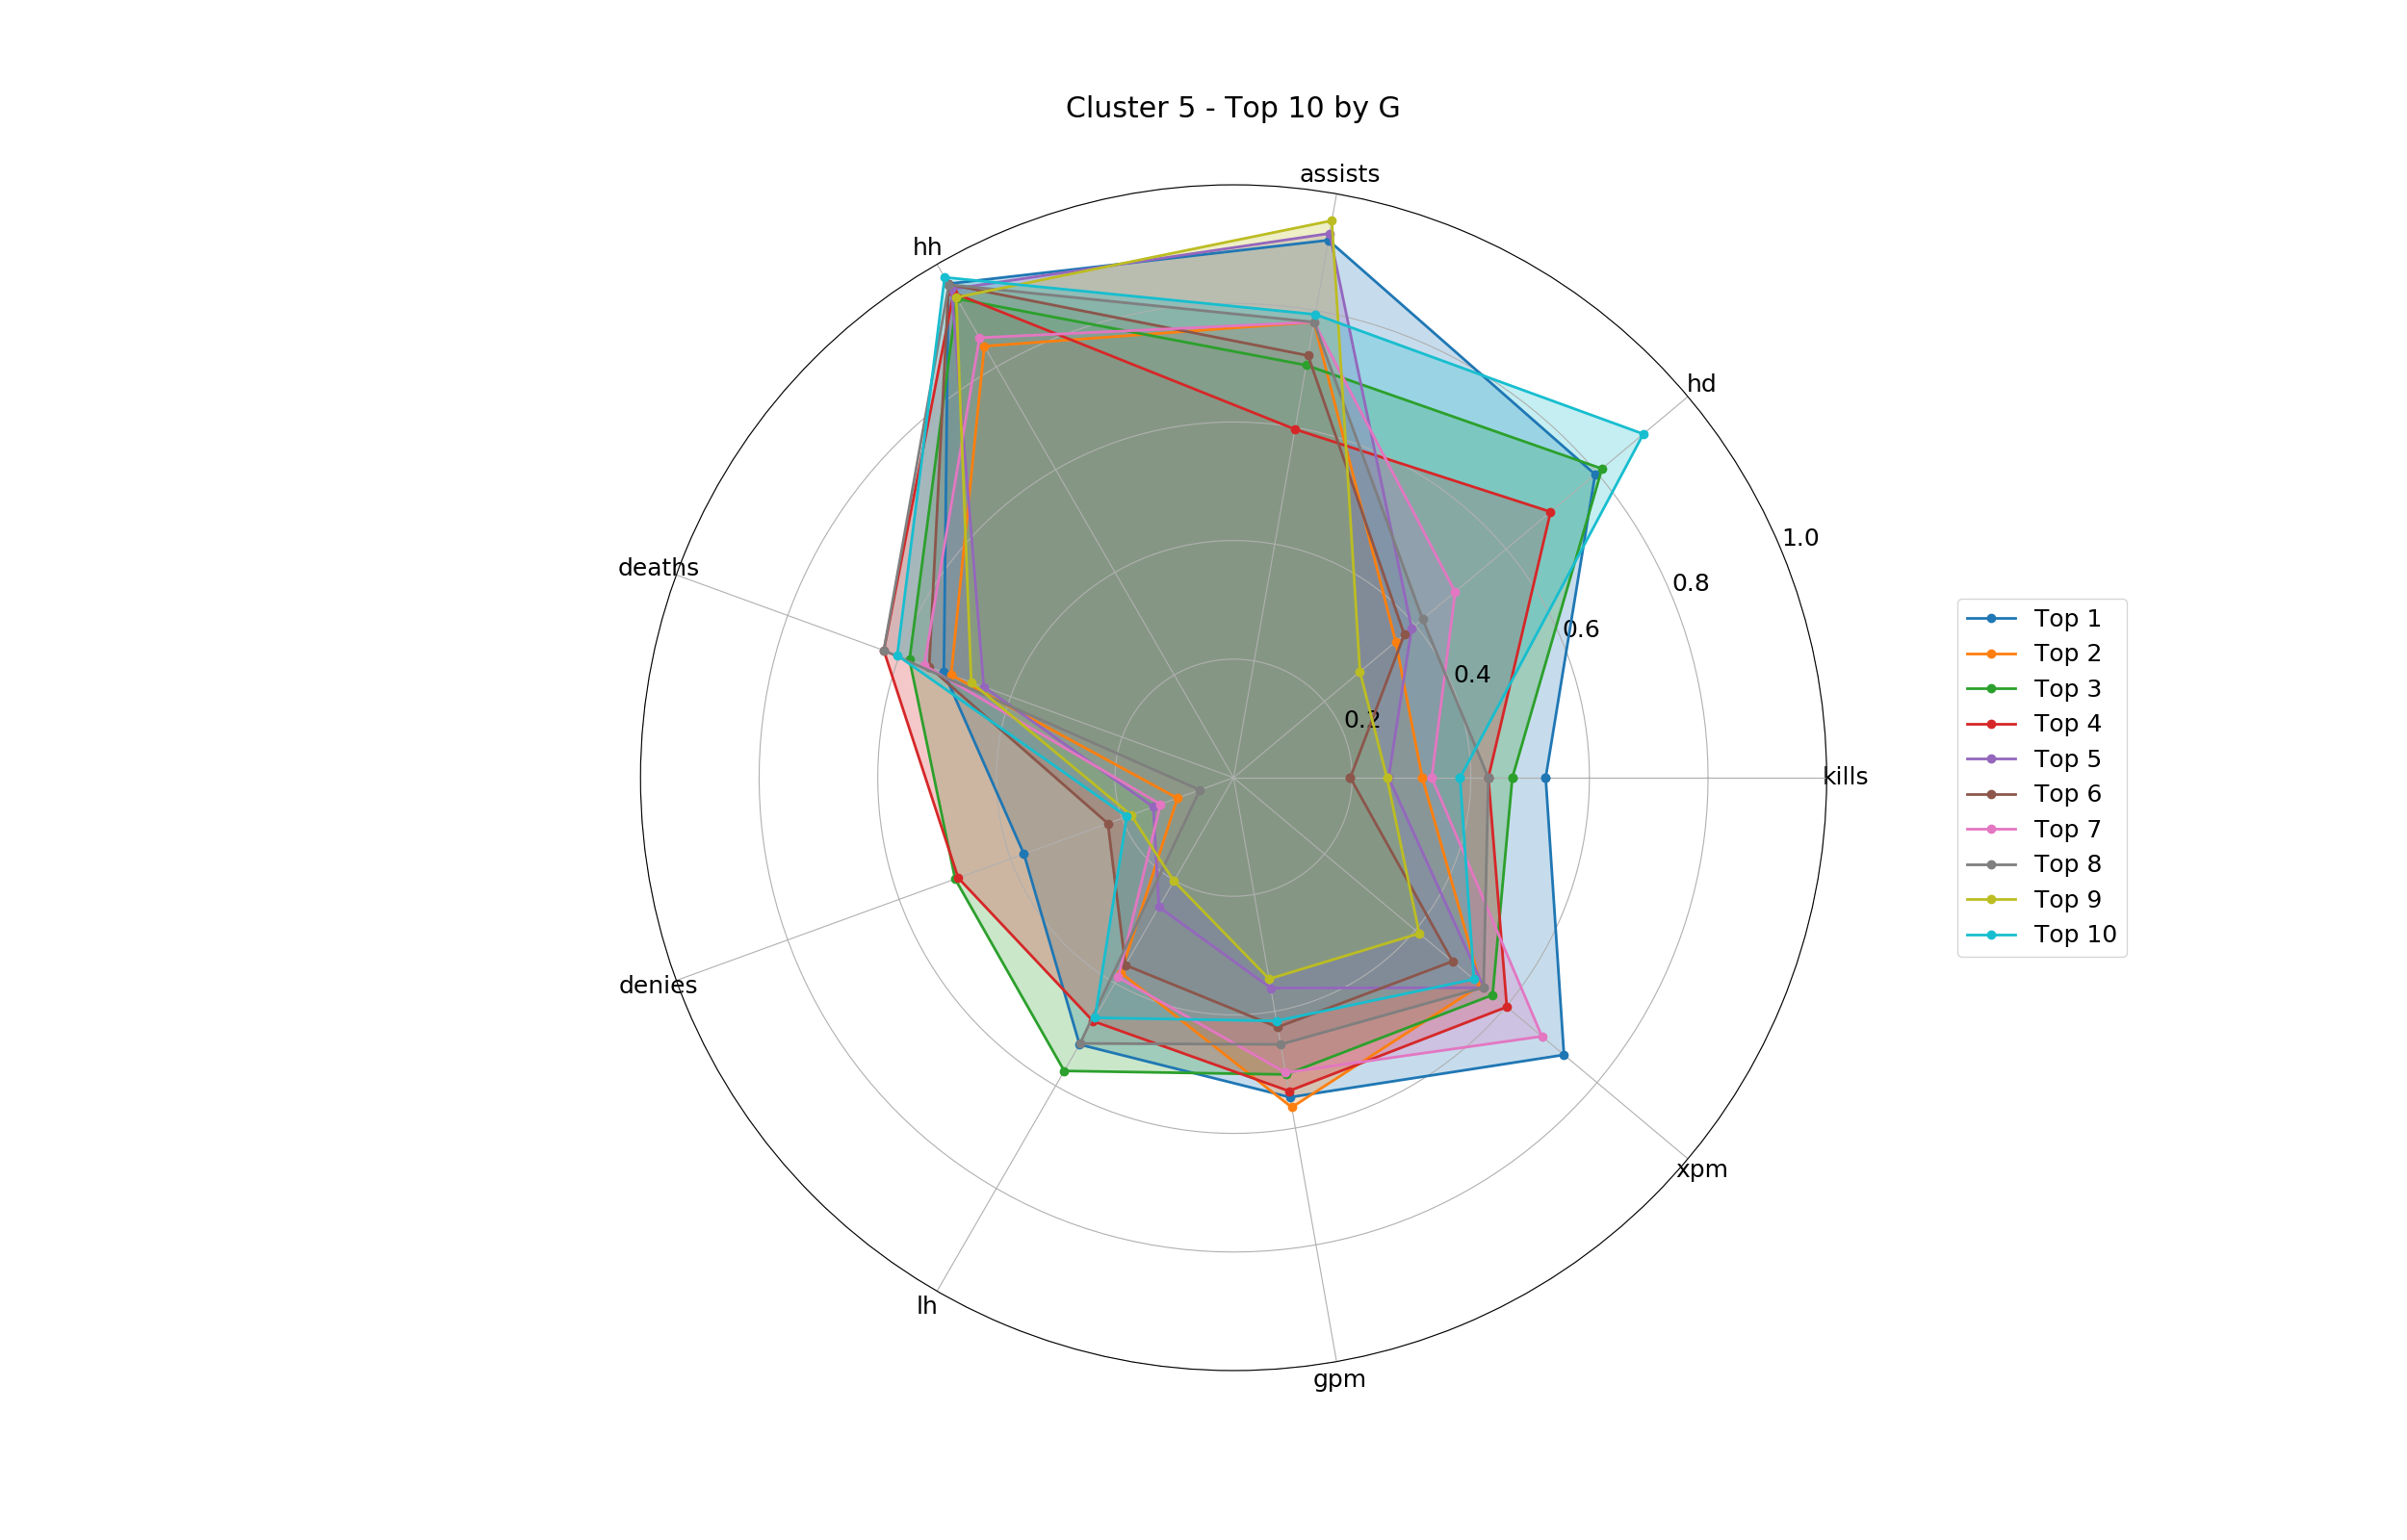 Cluster 5 - Top 10 by G
assists
hh
hd
1.0
deaths
0.8
0.6
0.4
0.2
kills
denies
xpm
lh
gpm
Top 1
Top 2
Top 3
Top 4
Top 5
Top 6
Top 7
Top 8
Top 9
Top 10